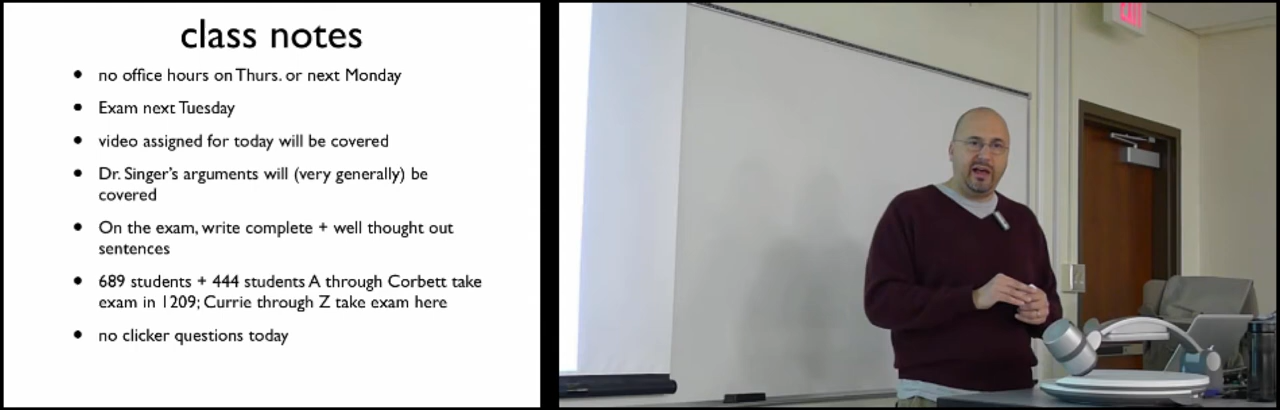 class notes
• no office hours on Thurs. or next Monday
• Exam next Tuesday
• video assigned for today will be covered
• Dr. Singer's arguments will (very generally) be
covered
• On the exam, write complete + well thought out
sentences
• 689 students + 444 students A through Corbett take
exam in 1209; Currie through Z take exam here
• no clicker questions today
EXIT